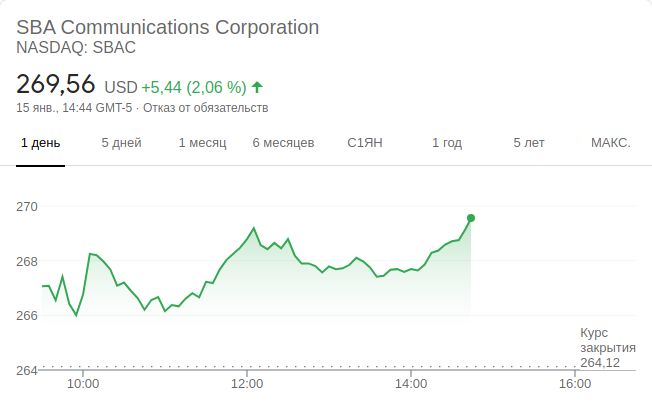 SBA Communications Corporation
NASDAQ: SBAC
269,56 USD +5,44 (2,06 %)
15 янв., 14:44 GMT-5 · Отказ от обязательств
1 день 5 дней 1 месяц 6 месяцев С1ЯН 1 год 5 лет МАКС.
270
268
266
264
Курс
закрытия
264,12
10:00 12:00 14:00 16:00